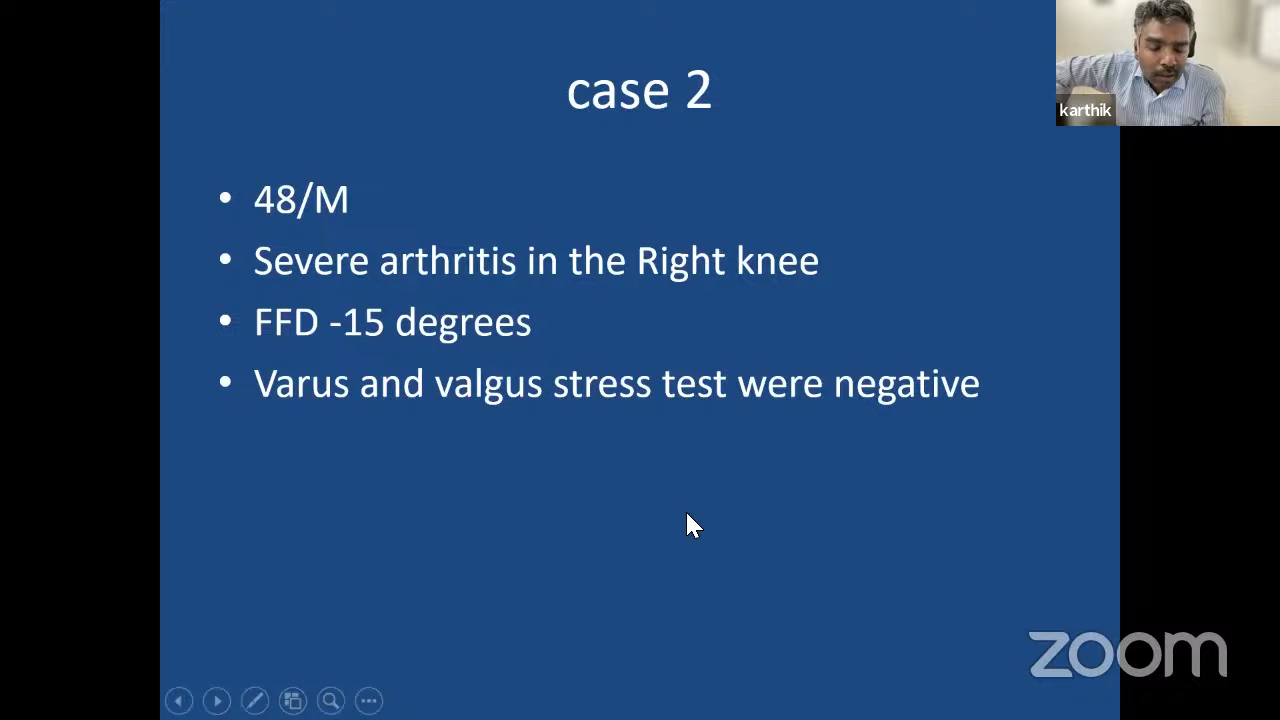 case 2
karthik
• 48/M
• Severe arthritis in the Right knee
• FFD -15 degrees
• Varus and valgus stress test were negative
zoom